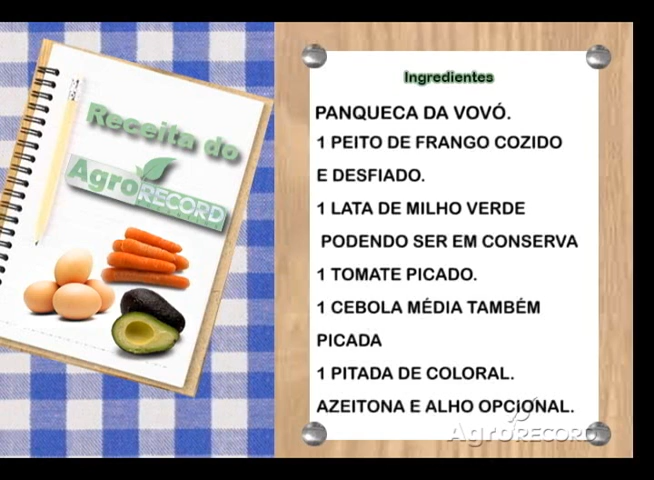 Receita do
AgroRECORD
Ingredientes
PANQUECA DA VOVÓ.
1 PEITO DE FRANGO COZIDO
E DESFIADO.
1 LATA DE MILHO VERDE
PODENDO SER EM CONSERVA
1 TOMATE PICADO.
1 CEBOLA MÉDIA TAMBÉM
PICADA
1 PITADA DE COLORAL.
AZEITONA E ALHO OPCIONAL.
AgroRECORD